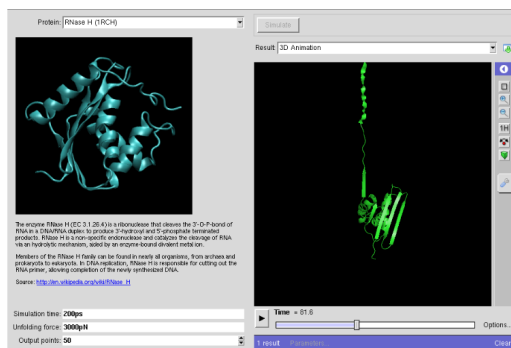 Protein: RNase H (1RCH)
The enzyme RNase H (EC 3.1.26.4) is a ribonuclease that cleaves the 3'-O-P-bond of
RNA in a DNA/RNA duplex to produce 3'-hydroxyl and 5'-phosphate terminated
products. RNase H is a non-specific endonuclease and catalyzes the cleavage of RNA
via an hydrolytic mechanism, aided by an enzyme-bound divalent metal ion.
Members of the RNase H family can be found in nearly all organisms, from archaea and
prokaryota to eukaryota. In DNA replication, RNase H is responsible for cutting out the
RNA primer, allowing completion of the newly synthesized DNA.
Source: http://en.wikipedia.org/wiki/RNase_H
Simulation time: 200ps
Unfolding force: 3000pN
Output points: 50
Simulate
Result: 3D Animation
1H
Time = 81.6
Options...
1 result Parameters... Clear